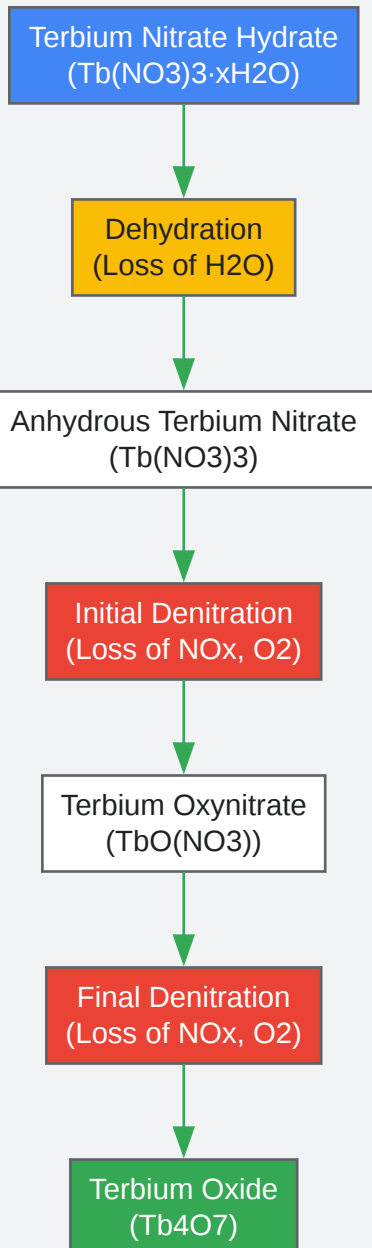 Terbium Nitrate Hydrate
(Tb(NO3)3·xH2O)
Dehydration
(Loss of H2O)
Anhydrous Terbium Nitrate
(Tb(NO3)3)
Initial Denitration
(Loss of NOx, O2)
Terbium Oxynitrate
(TbO(NO3))
Final Denitration
(Loss of NOx, O2)
Terbium Oxide
(Tb4O7)